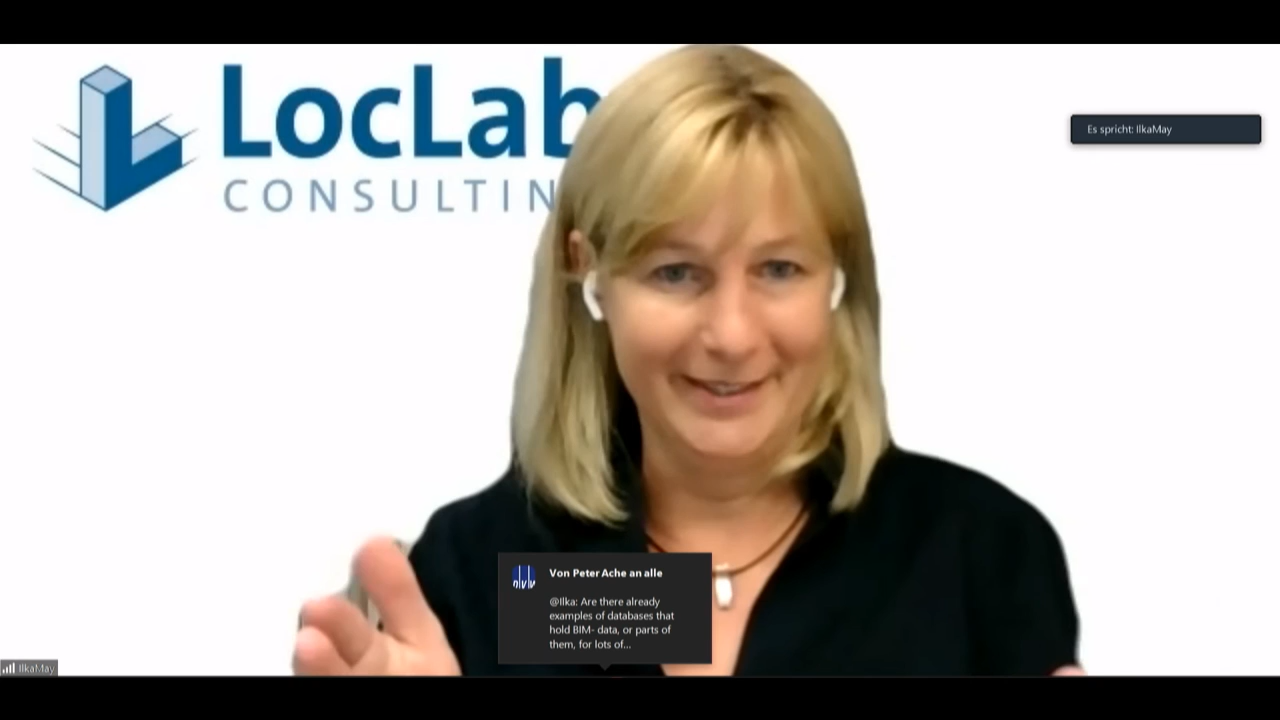 LocLab
CONSULTIN
Es spricht: IlkaMay
Von Peter Ache an alle
@Ilka: Are there already
examples of databases that
hold BIM- data, or parts of
them, for lots of...
IlkaMay